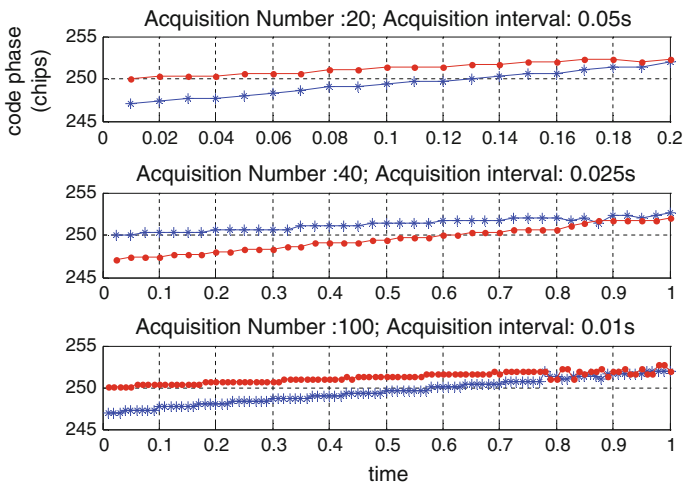 Acquisition Number :20; Acquisition interval: 0.05s
code phase
(chips)
255
250
245
0 0.02 0.04 0.06 0.08 0.1 0.12 0.14 0.16 0.18 0.2
Acquisition Number :40; Acquisition interval: 0.025s
255
250
245
0 0.1 0.2 0.3 0.4 0.5 0.6 0.7 0.8 0.9 1
Acquisition Number :100; Acquisition interval: 0.01s
255
250
245
0 0.1 0.2 0.3 0.4 0.5 0.6 0.7 0.8 0.9 1
time